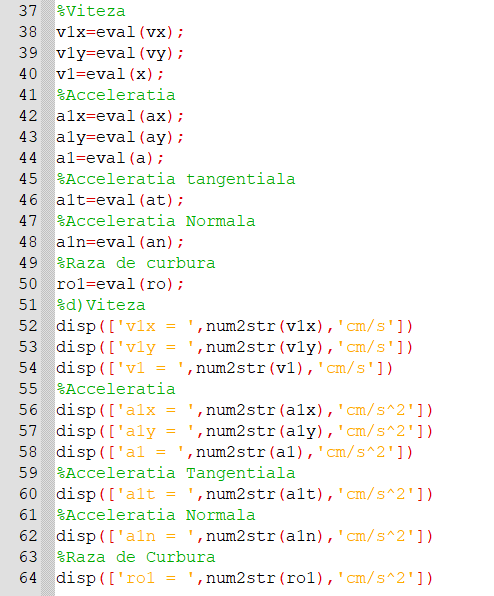 37 %Viteza
38 v1x=eval(vx);
39 v1y=eval(vy);
40 v1=eval(x);
41 %Acceleratia
42 a1x=eval(ax);
43 a1y=eval(ay);
44 a1=eval(a);
45 %Acceleratia tangentiala
46 a1t=eval(at);
47 %Acceleratia Normala
48 a1n=eval(an);
49 %Raza de curbura
50 ro1=eval(ro);
51 %d)Viteza
52 disp(['v1x = ',num2str(v1x),'cm/s'])
53 disp(['v1y = ',num2str(v1y),'cm/s'])
54 disp(['v1 = ',num2str(v1),'cm/s'])
55 %Acceleratia
56 disp(['a1x = ',num2str(a1x),'cm/s^2'])
57 disp(['a1y = ',num2str(a1y),'cm/s^2'])
58 disp(['a1 = ',num2str(a1),'cm/s^2'])
59 %Acceleratia Tangentiala
60 disp(['a1t = ',num2str(a1t),'cm/s^2'])
61 %Acceleratia Normala
62 disp(['a1n = ',num2str(a1n),'cm/s^2'])
63 %Raza de Curbura
64 disp(['ro1 = ',num2str(ro1),'cm/s^2'])